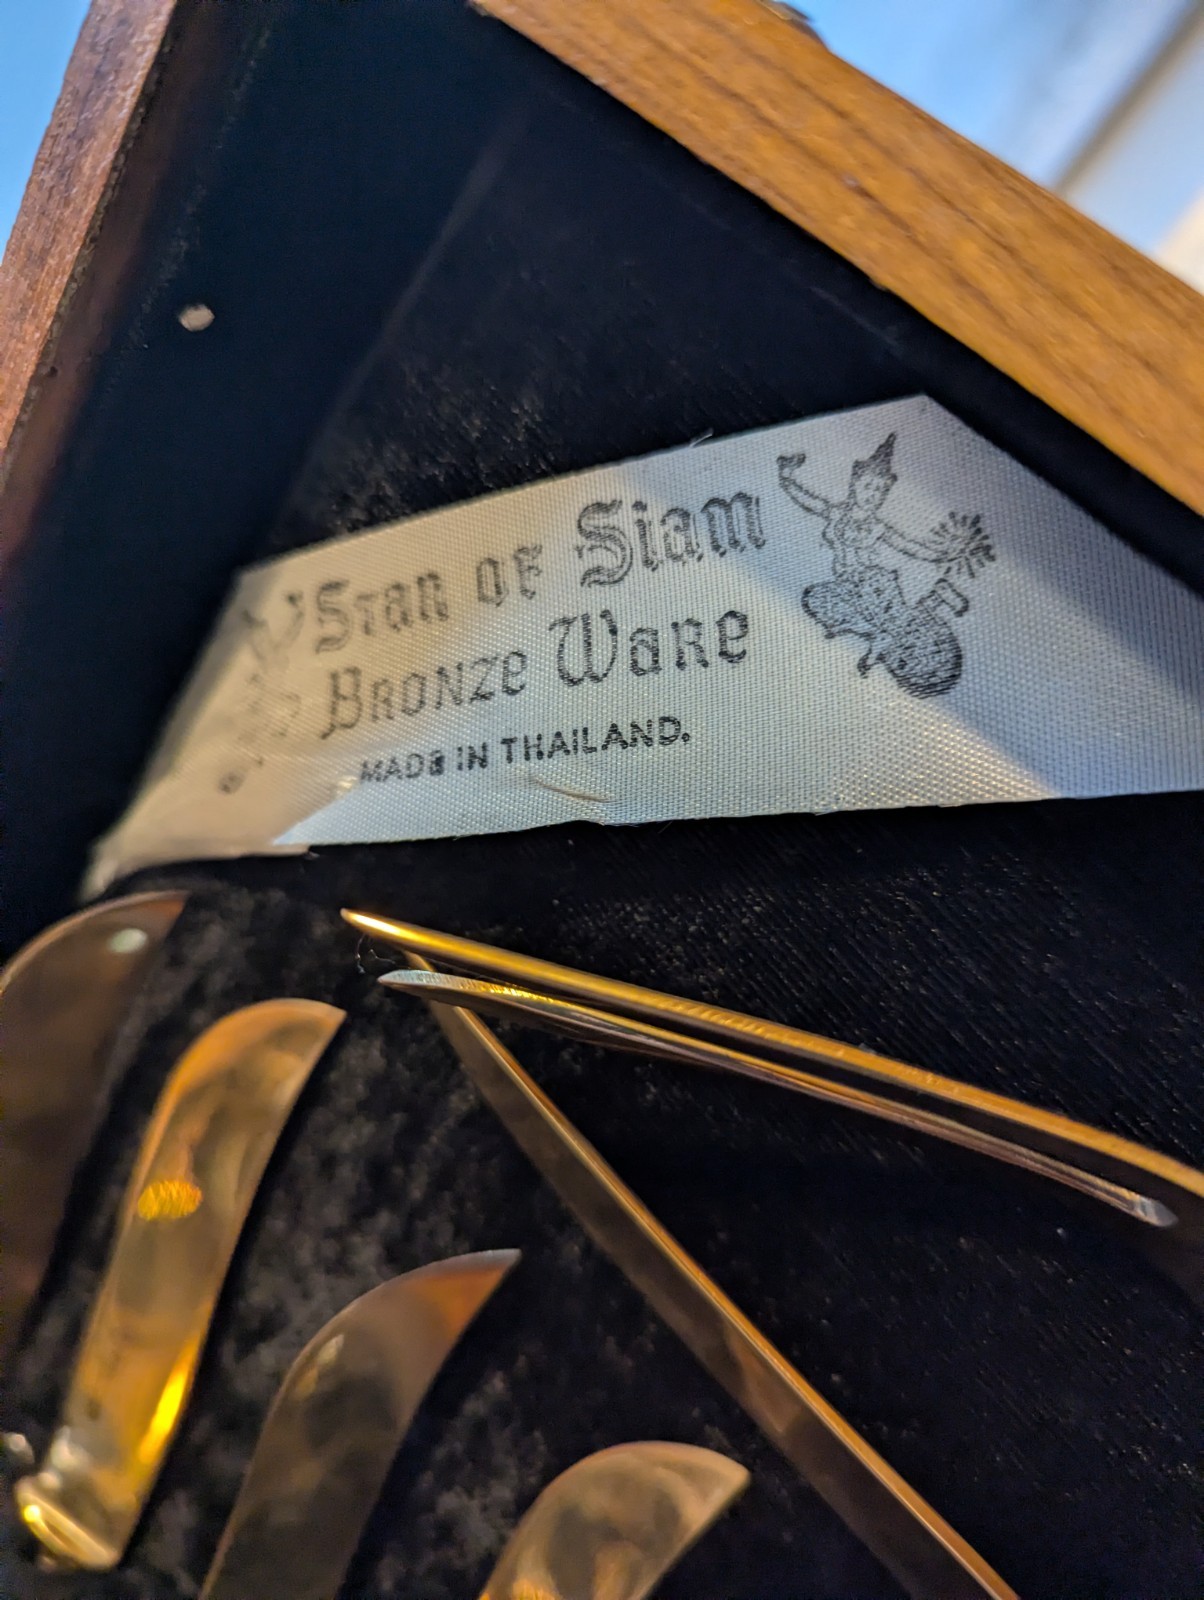 Star of Siam
Bronze Ware
MADE IN THAILAND.